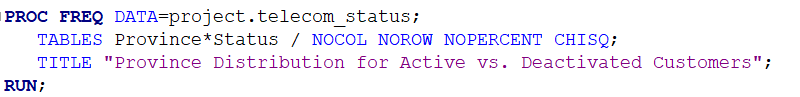 PROC FREQ DATA=project.telecom_status;
TABLES Province*Status / NOCOL NOROW NOPERCENT CHISQ;
TITLE "Province Distribution for Active vs. Deactivated Customers";
RUN;